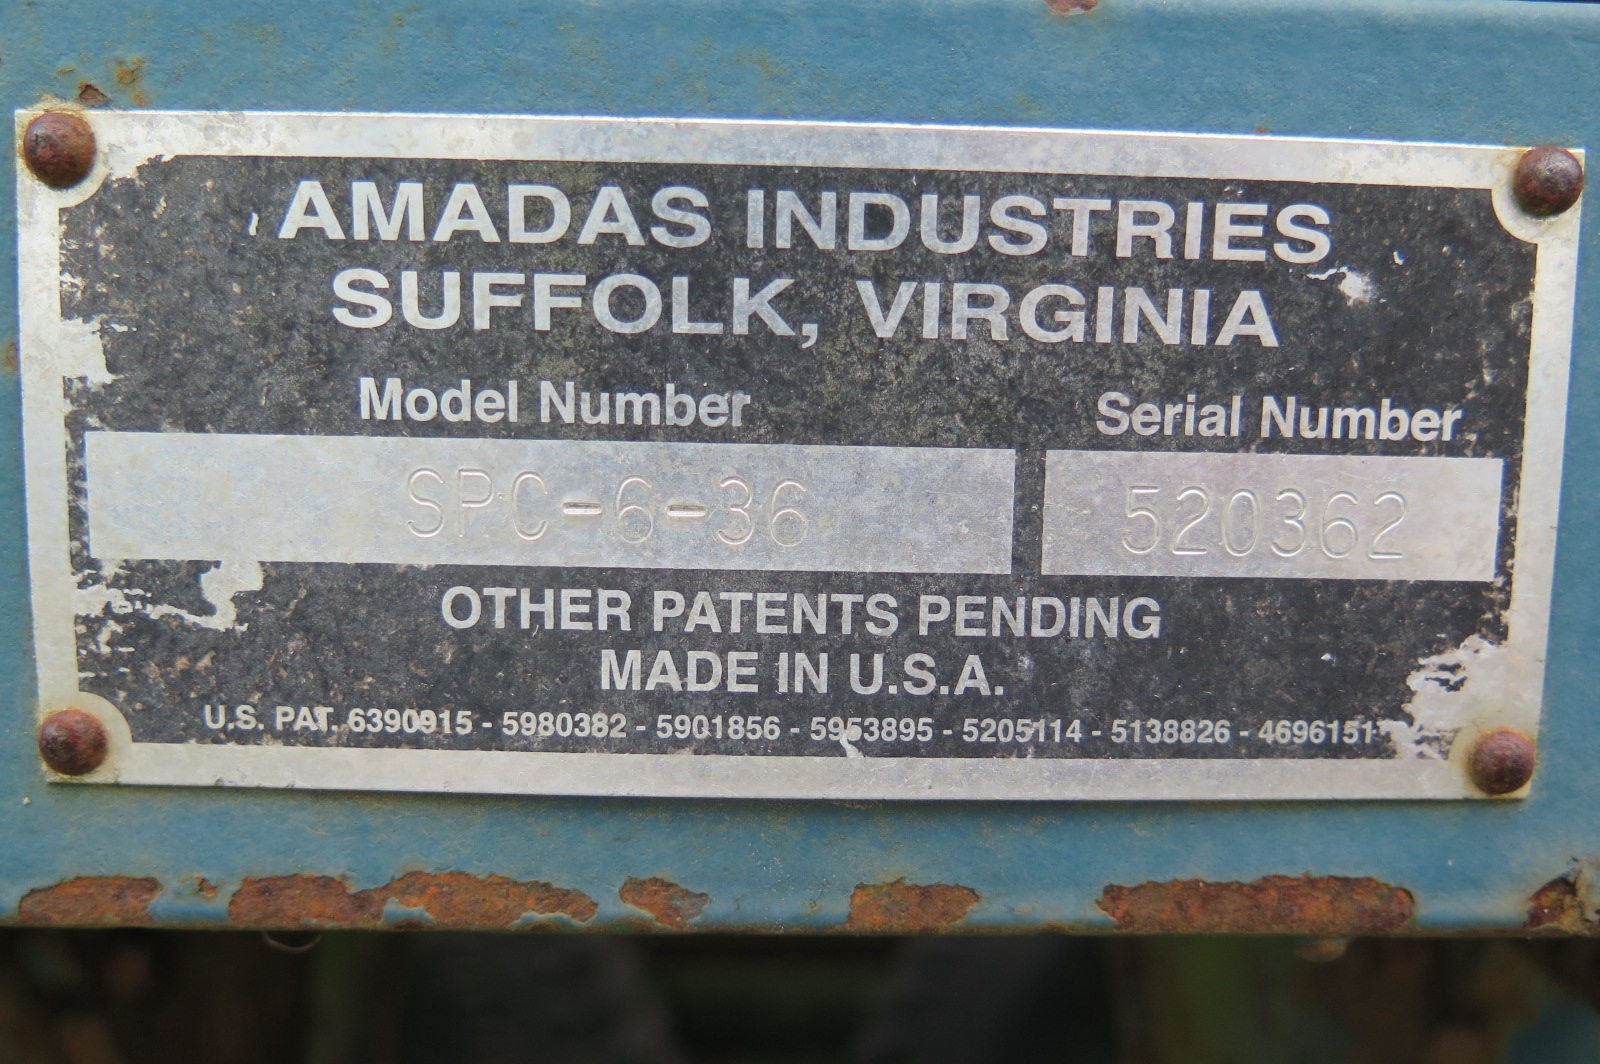 AMADAS INDUSTRIES
SUFFOLK, VIRGINIA
Model Number Serial Number
SPC-6-36 520362
OTHER PATENTS PENDING
MADE IN U.S.A.
U.S. PAT. 6390915 - 5980382 - 5901856 - 5953895 - 5205114 - 5138826 - 4696151